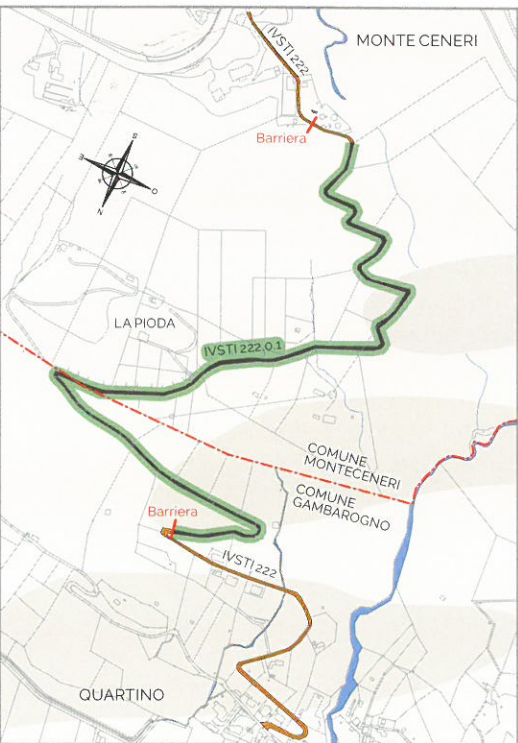 IVSTI 222
MONTE CENERI
Barriera
S
E
O
N
LA PIODA
IVSTI 222.0.1
COMUNE
MONTECENERI
COMUNE
GAMBAROGNO
Barriera
IVSTI 222
QUARTINO